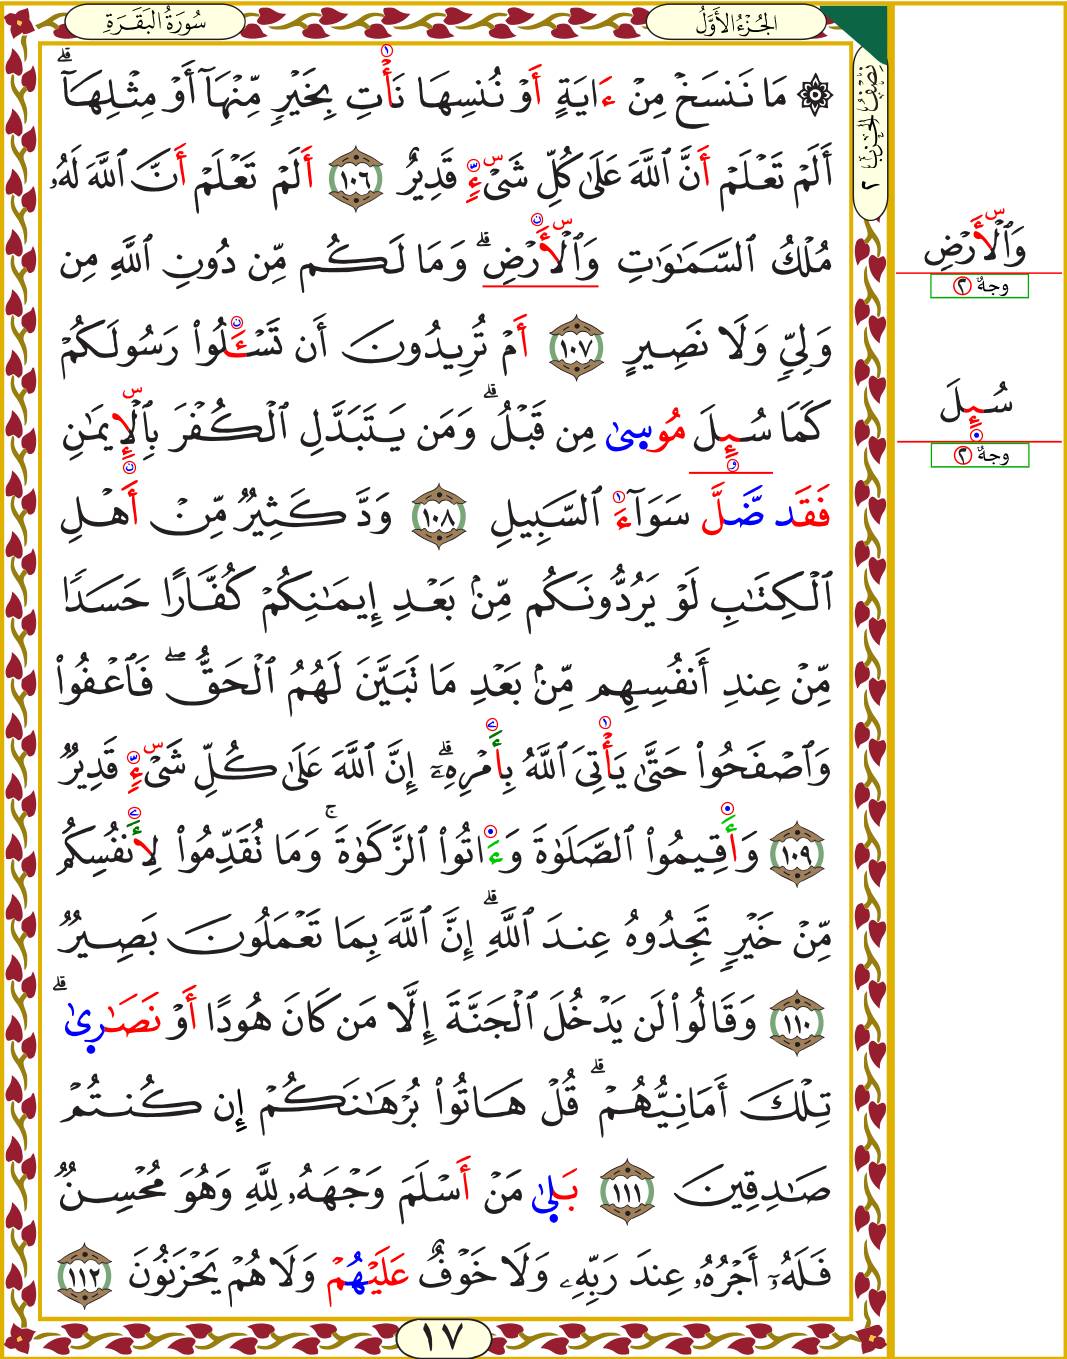 سُورَةُ البَقَرَةِ
الجُزْءُ الأَوَّلُ
نِصْفُ الحِزْبِ ٢
۞ مَا نَنسَخْ مِنْ ءَايَةٍ أَوْ نُنسِهَا نَأْتِ بِخَيْرٍ مِّنْهَآ أَوْ مِثْلِهَآ ۗ
أَلَمْ تَعْلَمْ أَنَّ ٱللَّهَ عَلَىٰ كُلِّ شَىْءٍ قَدِيرٌ ١٠٦ أَلَمْ تَعْلَمْ أَنَّ ٱللَّهَ لَهُۥ
مُلْكُ ٱلسَّمَـٰوَٰتِ وَٱلْأَرْضِ ۗ وَمَا لَكُم مِّن دُونِ ٱللَّهِ مِن
وَلِىٍّ وَلَا نَصِيرٍ ١٠٧ أَمْ تُرِيدُونَ أَن تَسْـَٔلُوا۟ رَسُولَكُمْ
كَمَا سُئِلَ مُوسَىٰ مِن قَبْلُ ۗ وَمَن يَتَبَدَّلِ ٱلْكُفْرَ بِٱلْإِيمَـٰنِ
فَقَد ضَّلَّ سَوَآءَ ٱلسَّبِيلِ ١٠٨ وَدَّ كَثِيرٌ مِّنْ أَهْلِ
ٱلْكِتَـٰبِ لَوْ يَرُدُّونَكُم مِّنۢ بَعْدِ إِيمَـٰنِكُمْ كُفَّارًا حَسَدًا
مِّنْ عِندِ أَنفُسِهِم مِّنۢ بَعْدِ مَا تَبَيَّنَ لَهُمُ ٱلْحَقُّ ۖ فَٱعْفُوا۟
وَٱصْفَحُوا۟ حَتَّىٰ يَأْتِىَ ٱللَّهُ بِأَمْرِهِۦٓ ۗ إِنَّ ٱللَّهَ عَلَىٰ كُلِّ شَىْءٍ قَدِيرٌ
١٠٩ وَأَقِيمُوا۟ ٱلصَّلَوٰةَ وَءَاتُوا۟ ٱلزَّكَوٰةَ ۚ وَمَا تُقَدِّمُوا۟ لِأَنفُسِكُم
مِّنْ خَيْرٍ تَجِدُوهُ عِندَ ٱللَّهِ ۗ إِنَّ ٱللَّهَ بِمَا تَعْمَلُونَ بَصِيرٌ
١١٠ وَقَالُوا۟ لَن يَدْخُلَ ٱلْجَنَّةَ إِلَّا مَن كَانَ هُودًا أَوْ نَصَـٰرَىٰ ۗ
تِلْكَ أَمَانِيُّهُمْ ۗ قُلْ هَاتُوا۟ بُرْهَـٰنَكُمْ إِن كُنتُمْ
صَـٰدِقِينَ ١١١ بَلَىٰ مَنْ أَسْلَمَ وَجْهَهُۥ لِلَّهِ وَهُوَ مُحْسِنٌ
فَلَهُۥٓ أَجْرُهُۥ عِندَ رَبِّهِۦ وَلَا خَوْفٌ عَلَيْهُمْ وَلَا هُمْ يَحْزَنُونَ ١١٢
١٧
وَٱلْأَرْضِ
وجهٌ ٢
سُئِلَ
وجهٌ ٢